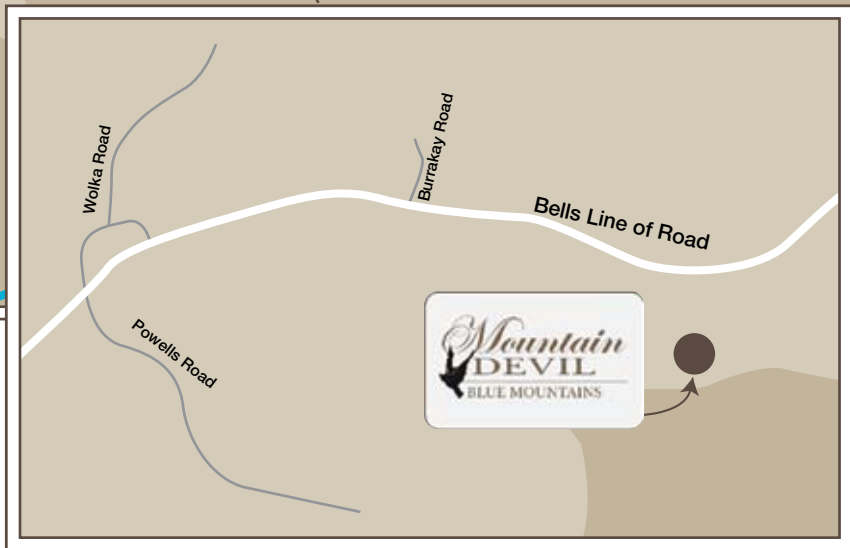 Wolka Road
Burrakay Road
Bells Line of Road
Powells Road
Mountain
DEVIL
BLUE MOUNTAINS